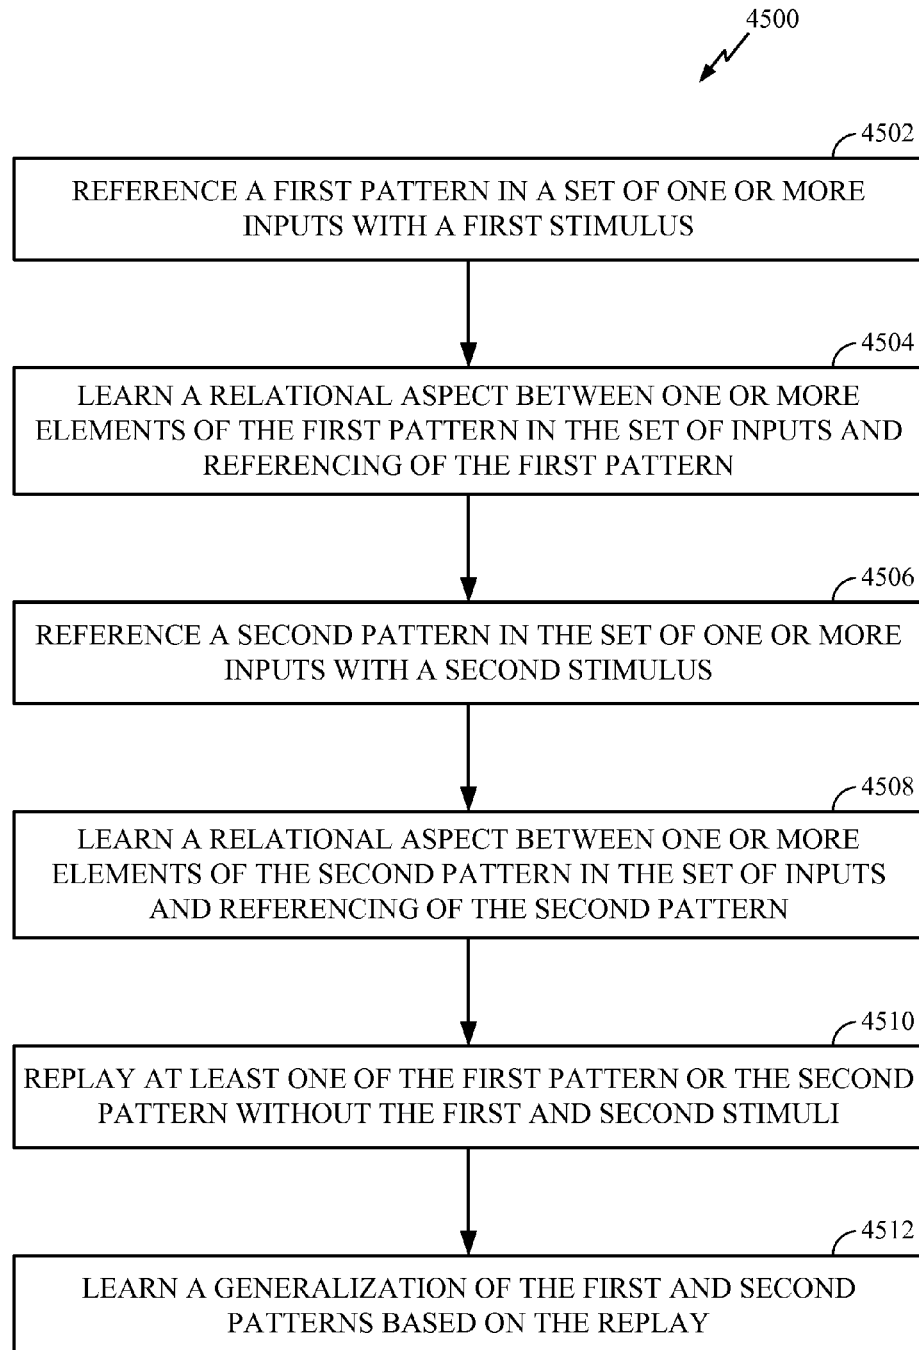 4500
4502
REFERENCE A FIRST PATTERN IN A SET OF ONE OR MORE
INPUTS WITH A FIRST STIMULUS
4504
LEARN A RELATIONAL ASPECT BETWEEN ONE OR MORE
ELEMENTS OF THE FIRST PATTERN IN THE SET OF INPUTS AND
REFERENCING OF THE FIRST PATTERN
4506
REFERENCE A SECOND PATTERN IN THE SET OF ONE OR MORE
INPUTS WITH A SECOND STIMULUS
4508
LEARN A RELATIONAL ASPECT BETWEEN ONE OR MORE
ELEMENTS OF THE SECOND PATTERN IN THE SET OF INPUTS
AND REFERENCING OF THE SECOND PATTERN
4510
REPLAY AT LEAST ONE OF THE FIRST PATTERN OR THE SECOND
PATTERN WITHOUT THE FIRST AND SECOND STIMULI
4512
LEARN A GENERALIZATION OF THE FIRST AND SECOND
PATTERNS BASED ON THE REPLAY